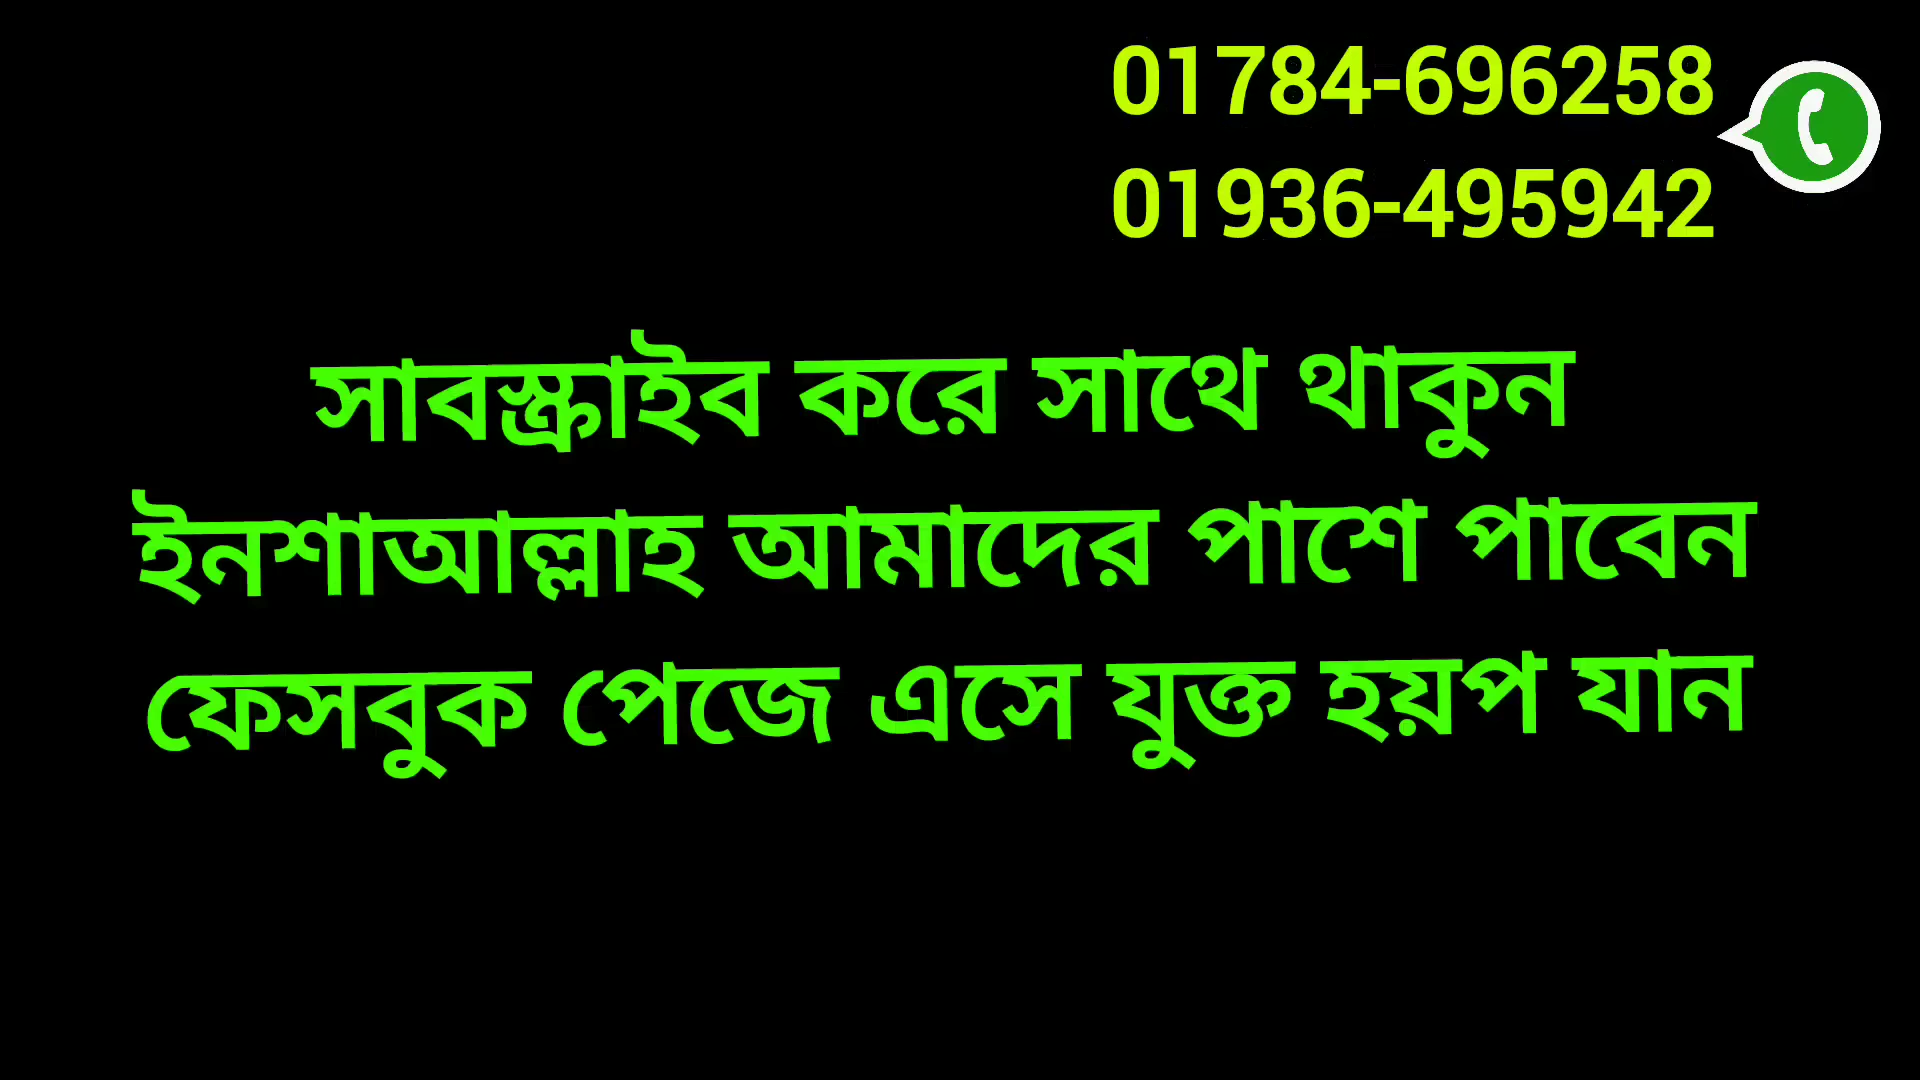 01784-696258
01936-495942
সাবস্ক্রাইব করে সাথে থাকুন
ইনশাআল্লাহ আমাদের পাশে পাবেন
ফেসবুক পেজে এসে যুক্ত হয়প যান